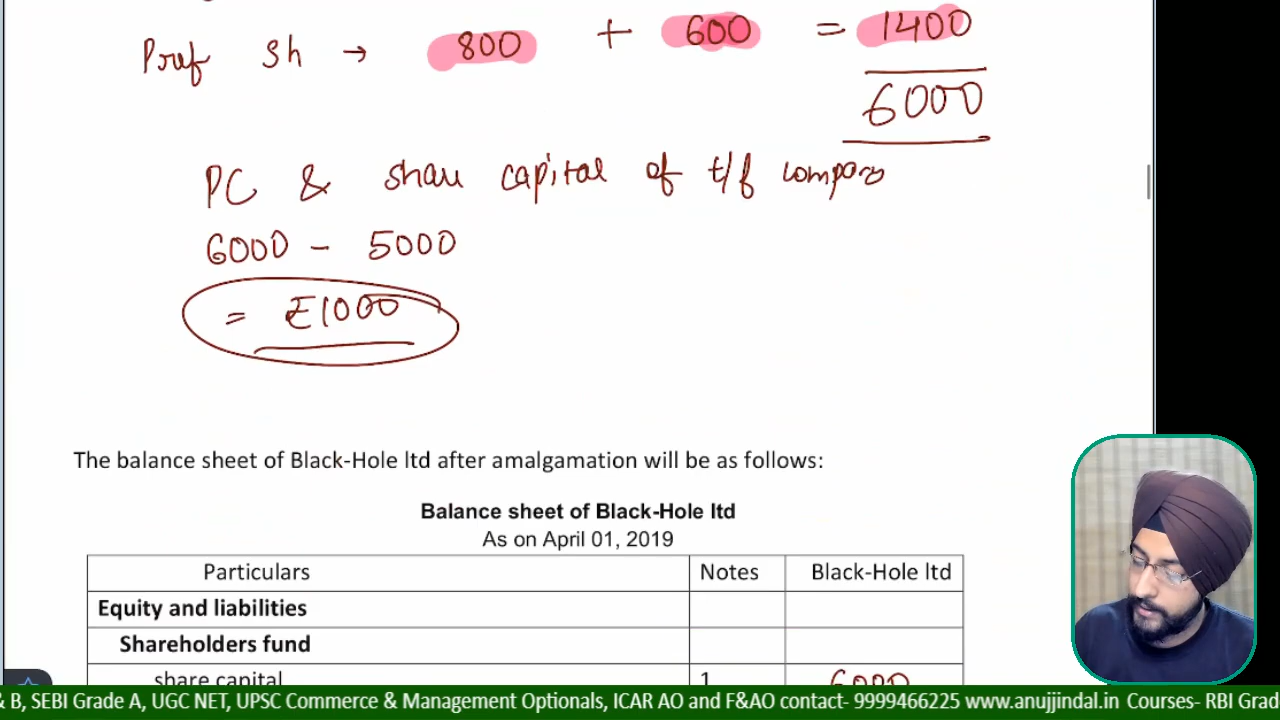 Pref Sh → 800 + 600 = 1400
6000
PC & share capital of t/f company
6000 - 5000
= ₹1000
The balance sheet of Black-Hole ltd after amalgamation will be as follows:
Balance sheet of Black-Hole ltd
As on April 01, 2019
Particulars Notes Black-Hole ltd
Equity and liabilities
Shareholders fund
share capital 1 6000
& B, SEBI Grade A, UGC NET, UPSC Commerce & Management Optionals, ICAR AO and F&AO contact- 9999466225 www.anujjindal.in Courses- RBI Grad